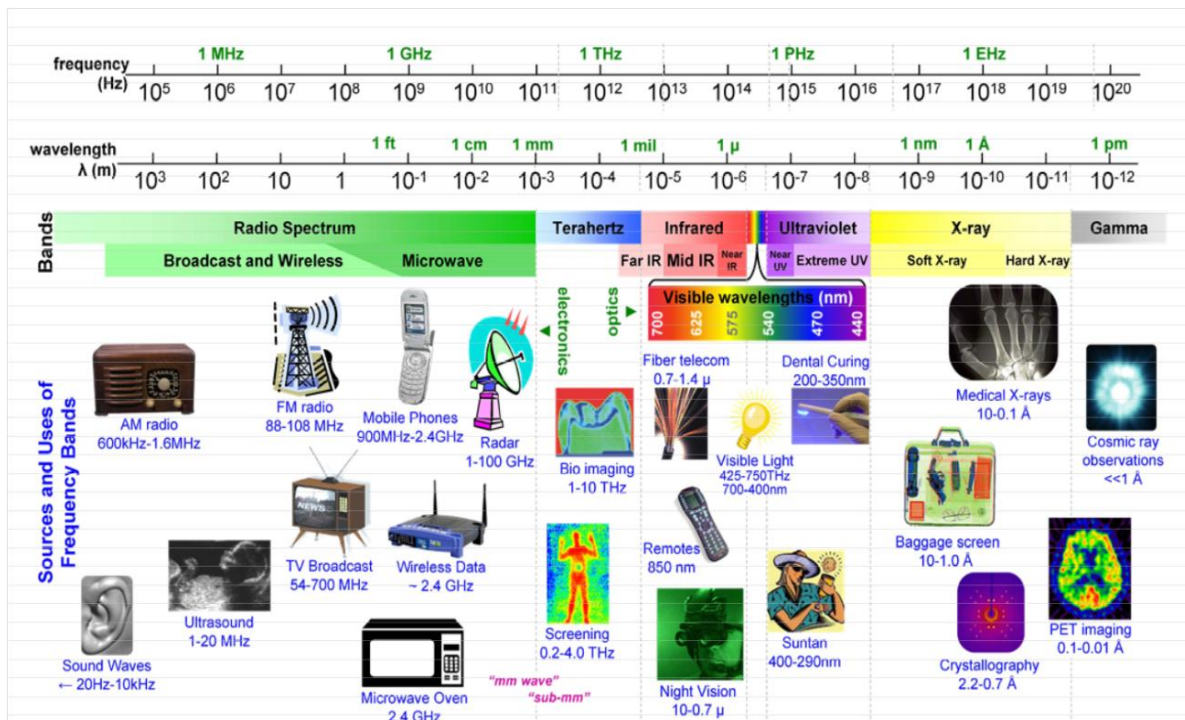 1 MHz 1 GHz 1 THz 1 PHz 1 EHz
frequency
(Hz)
10⁵ 10⁶ 10⁷ 10⁸ 10⁹ 10¹⁰ 10¹¹ 10¹² 10¹³ 10¹⁴ 10¹⁵ 10¹⁶ 10¹⁷ 10¹⁸ 10¹⁹ 10²⁰
1 ft 1 cm 1 mm 1 mil 1 µ 1 nm 1 Å 1 pm
wavelength
λ (m)
10³ 10² 10 1 10⁻¹ 10⁻² 10⁻³ 10⁻⁴ 10⁻⁵ 10⁻⁶ 10⁻⁷ 10⁻⁸ 10⁻⁹ 10⁻¹⁰ 10⁻¹¹ 10⁻¹²
Bands
Radio Spectrum Terahertz Infrared Ultraviolet X-ray Gamma
Broadcast and Wireless Microwave Far IR Mid IR Near
IR
Near
UV
Extreme UV Soft X-ray Hard X-ray
electronics
optics
Visible wavelengths (nm)
700 625 575 540 470 440
Sources and Uses of
Frequency Bands
AM radio
600kHz-1.6MHz
FM radio
88-108 MHz
Mobile Phones
900MHz-2.4GHz
Radar
1-100 GHz
Bio imaging
1-10 THz
Fiber telecom
0.7-1.4 µ
Visible Light
425-750THz
700-400nm
Dental Curing
200-350nm
Medical X-rays
10-0.1 Å
Cosmic ray
observations
<<1 Å
Sound Waves
← 20Hz-10kHz
Ultrasound
1-20 MHz
NEWS
TV Broadcast
54-700 MHz
Wireless Data
~ 2.4 GHz
Microwave Oven
2.4 GHz
"mm wave"
"sub-mm"
Screening
0.2-4.0 THz
Remotes
850 nm
Night Vision
10-0.7 µ
Suntan
400-290nm
Baggage screen
10-1.0 Å
Crystallography
2.2-0.7 Å
PET imaging
0.1-0.01 Å